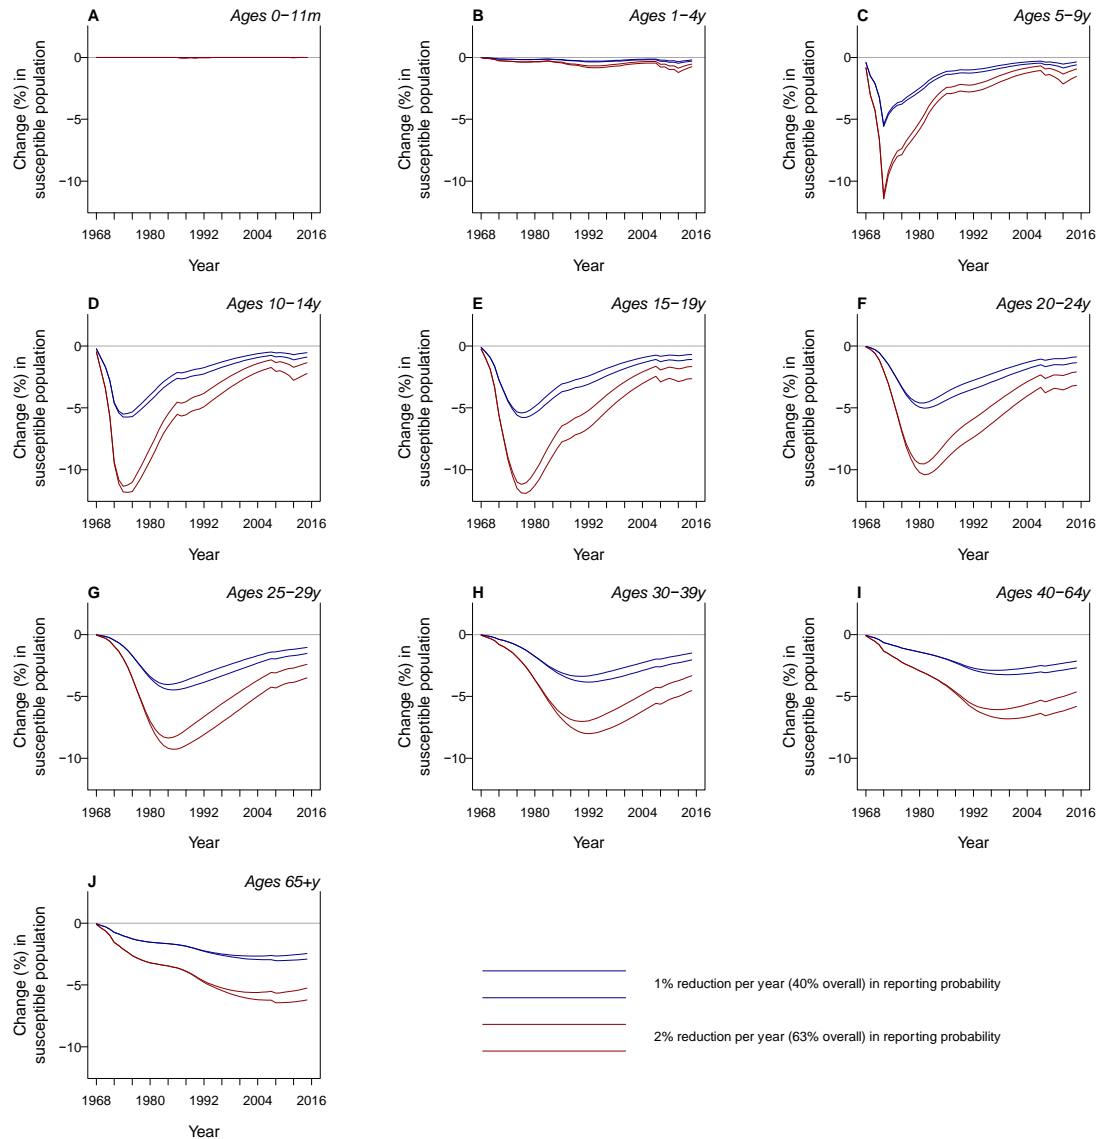 A Ages 0−11m
Change (%) in
susceptible population
0
−5
−10
1968 1980 1992 2004 2016
Year
B Ages 1−4y
Change (%) in
susceptible population
0
−5
−10
1968 1980 1992 2004 2016
Year
C Ages 5−9y
Change (%) in
susceptible population
0
−5
−10
1968 1980 1992 2004 2016
Year
D Ages 10−14y
Change (%) in
susceptible population
0
−5
−10
1968 1980 1992 2004 2016
Year
E Ages 15−19y
Change (%) in
susceptible population
0
−5
−10
1968 1980 1992 2004 2016
Year
F Ages 20−24y
Change (%) in
susceptible population
0
−5
−10
1968 1980 1992 2004 2016
Year
G Ages 25−29y
Change (%) in
susceptible population
0
−5
−10
1968 1980 1992 2004 2016
Year
H Ages 30−39y
Change (%) in
susceptible population
0
−5
−10
1968 1980 1992 2004 2016
Year
I Ages 40−64y
Change (%) in
susceptible population
0
−5
−10
1968 1980 1992 2004 2016
Year
J Ages 65+y
Change (%) in
susceptible population
0
−5
−10
1968 1980 1992 2004 2016
Year
1% reduction per year (40% overall) in reporting probability
2% reduction per year (63% overall) in reporting probability